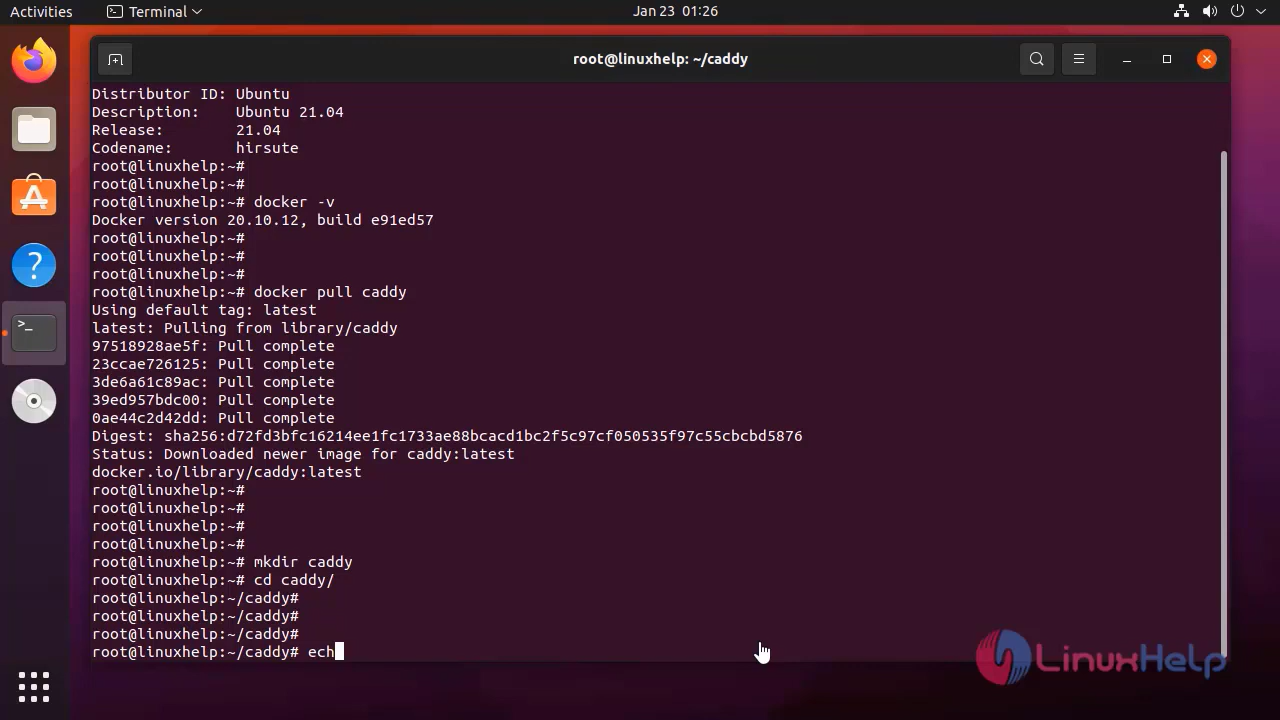 Activities Terminal Jan 23 01:26
root@linuxhelp: ~/caddy
Distributor ID: Ubuntu
Description: Ubuntu 21.04
Release: 21.04
Codename: hirsute
root@linuxhelp:~#
root@linuxhelp:~#
root@linuxhelp:~# docker -v
Docker version 20.10.12, build e91ed57
root@linuxhelp:~#
root@linuxhelp:~#
root@linuxhelp:~#
root@linuxhelp:~# docker pull caddy
Using default tag: latest
latest: Pulling from library/caddy
97518928ae5f: Pull complete
23ccae726125: Pull complete
3de6a61c89ac: Pull complete
39ed957bdc00: Pull complete
0ae44c2d42dd: Pull complete
Digest: sha256:d72fd3bfc16214ee1fc1733ae88bcacd1bc2f5c97cf050535f97c55cbcbd5876
Status: Downloaded newer image for caddy:latest
docker.io/library/caddy:latest
root@linuxhelp:~#
root@linuxhelp:~#
root@linuxhelp:~#
root@linuxhelp:~#
root@linuxhelp:~# mkdir caddy
root@linuxhelp:~# cd caddy/
root@linuxhelp:~/caddy#
root@linuxhelp:~/caddy#
root@linuxhelp:~/caddy#
root@linuxhelp:~/caddy# ech
LinuxHelp